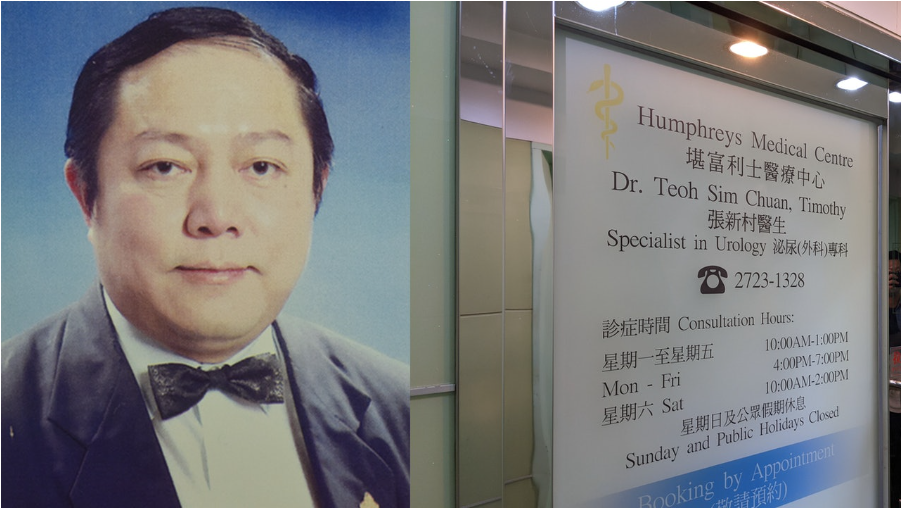 Humphreys Medical Centre
堪富利士醫療中心
Dr. Teoh Sim Chuan, Timothy
張新村醫生
Specialist in Urology 泌尿(外科)專科
2723-1328
診症時間 Consultation Hours:
星期一至星期五 10:00AM-1:00PM
Mon - Fri 4:00PM-7:00PM
星期六 Sat 10:00AM-2:00PM
星期日及公眾假期休息
Sunday and Public Holidays Closed
Booking by Appointment
(敬請預約)